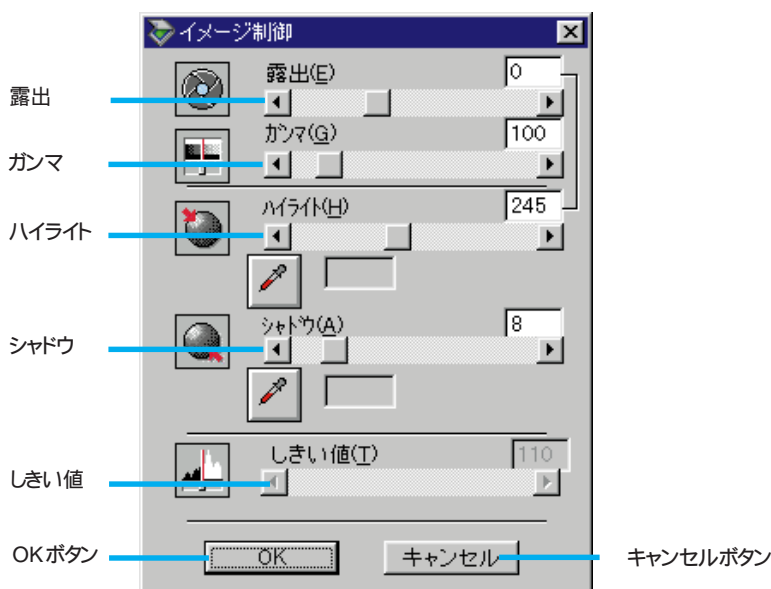 イメージ制御
露出
露出(E)
0
ガンマ
ガンマ(G)
100
ハイライト
ハイライト(H)
245
シャドウ
シャドウ(A)
8
しきい値
しきい値(T)
110
OKボタン
OK
キャンセル
キャンセルボタン